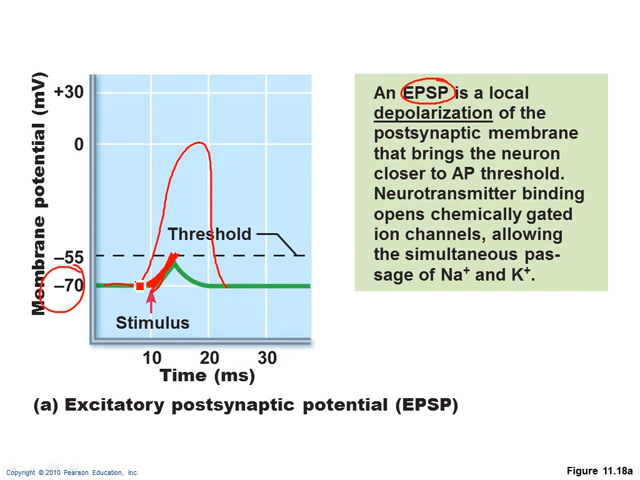 Membrane potential (mV)
+30
0
–55
–70
Threshold
Stimulus
10 20 30
Time (ms)
An EPSP is a local
depolarization of the
postsynaptic membrane
that brings the neuron
closer to AP threshold.
Neurotransmitter binding
opens chemically gated
ion channels, allowing
the simultaneous pas-
sage of Na⁺ and K⁺.
(a) Excitatory postsynaptic potential (EPSP)
Copyright © 2010 Pearson Education, Inc.
Figure 11.18a